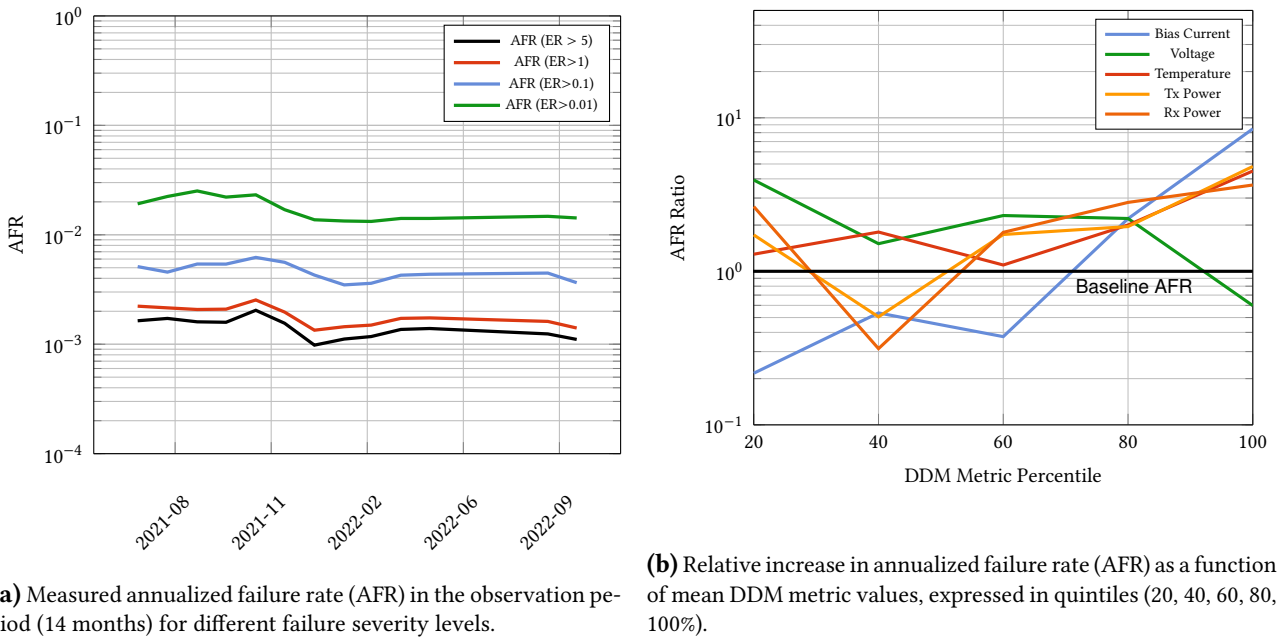 10^0
10^-1
10^-2
10^-3
10^-4
AFR
AFR (ER > 5)
AFR (ER>1)
AFR (ER>0.1)
AFR (ER>0.01)
2021-08
2021-11
2022-02
2022-06
2022-09
a) Measured annualized failure rate (AFR) in the observation pe-
iod (14 months) for different failure severity levels.
10^1
10^0
10^-1
AFR Ratio
Bias Current
Voltage
Temperature
Tx Power
Rx Power
Baseline AFR
20
40
60
80
100
DDM Metric Percentile
(b) Relative increase in annualized failure rate (AFR) as a function
of mean DDM metric values, expressed in quintiles (20, 40, 60, 80,
100%).